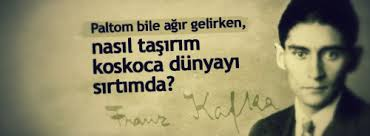 Paltom bile ağır gelirken,
nasıl taşırım
koskoca dünyayı
sırtımda?
Franz Kafka